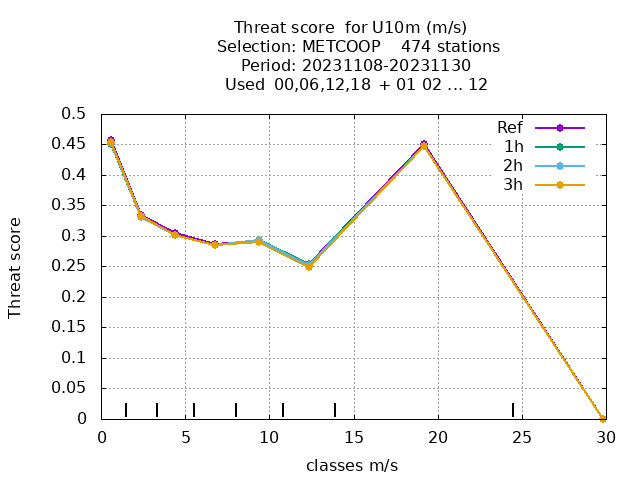 Threat score  for U10m (m/s)
Selection: METCOOP    474 stations
Period: 20231108-20231130
Used  00,06,12,18  + 01 02 ... 12
Threat score
0.5
0.45
0.4
0.35
0.3
0.25
0.2
0.15
0.1
0.05
0
Ref
1h
2h
3h
0 5 10 15 20 25 30
classes m/s